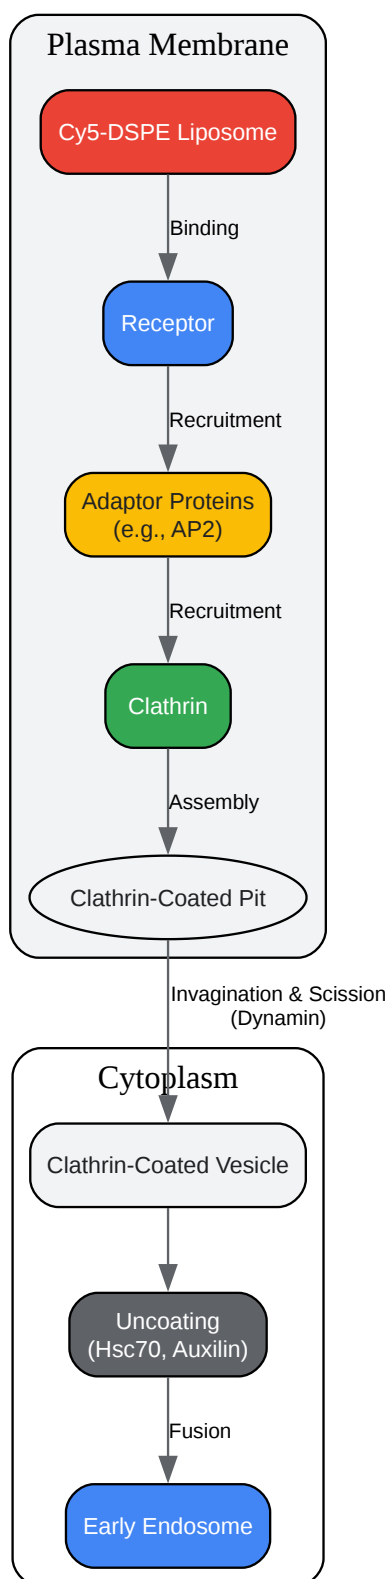 Plasma Membrane
Cy5-DSPE Liposome
Binding
Receptor
Recruitment
Adaptor Proteins
(e.g., AP2)
Recruitment
Clathrin
Assembly
Clathrin-Coated Pit
Invagination & Scission
(Dynamin)
Cytoplasm
Clathrin-Coated Vesicle
Uncoating
(Hsc70, Auxilin)
Fusion
Early Endosome